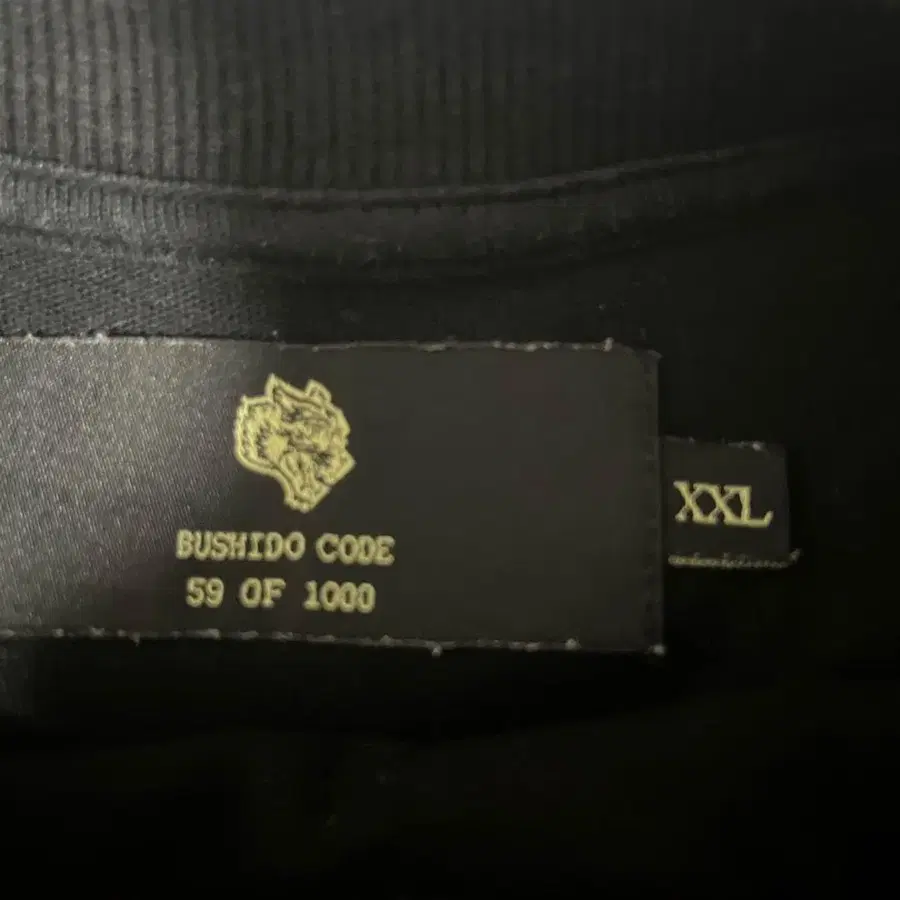 BUSHIDO CODE
59 OF 1000
XXL